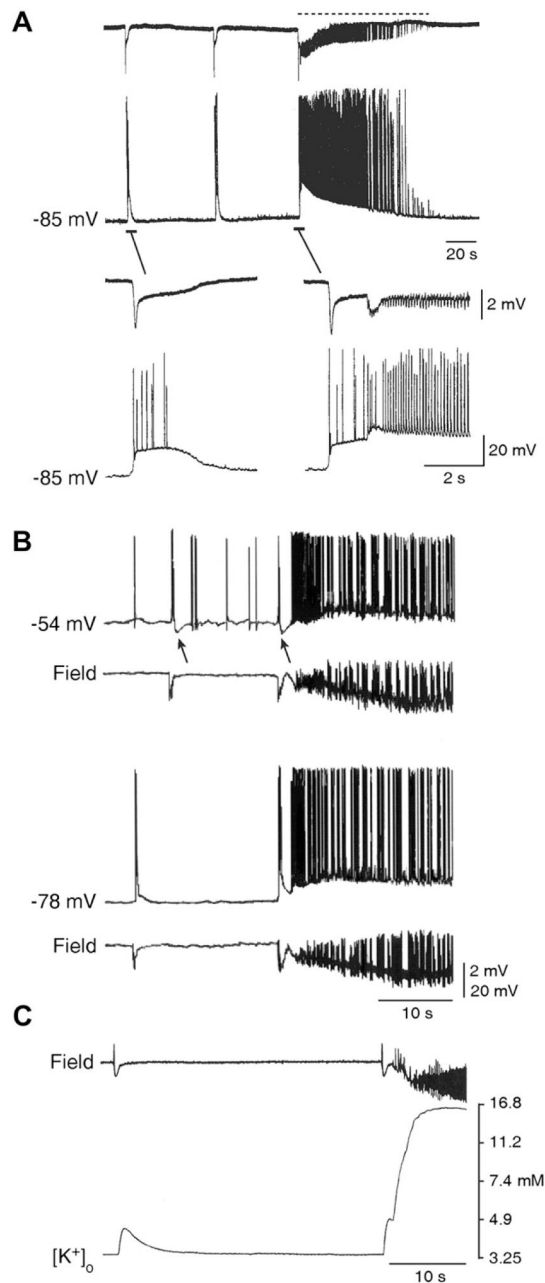 A
-85 mV
20 s
2 mV
-85 mV
20 mV
2 s
B
-54 mV
Field
-78 mV
Field
2 mV
20 mV
10 s
C
Field
16.8
11.2
7.4 mM
4.9
[K+]o
3.25
10 s